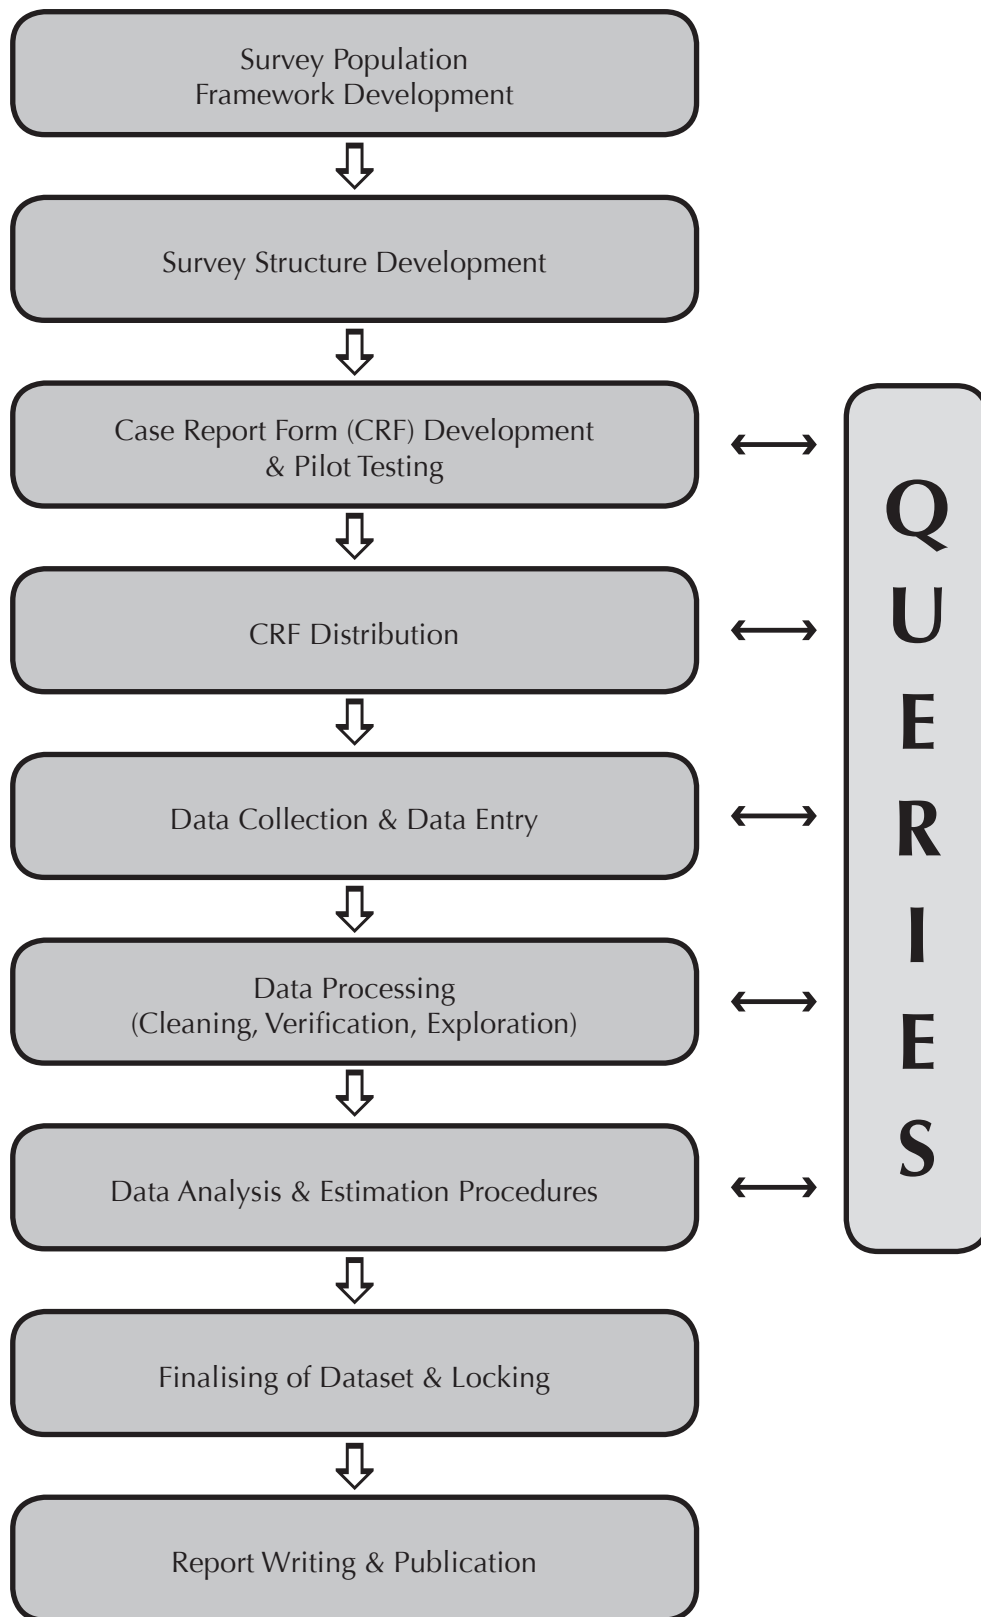 Survey Population
Framework Development
Survey Structure Development
Case Report Form (CRF) Development
& Pilot Testing
CRF Distribution
Data Collection & Data Entry
Data Processing
(Cleaning, Verification, Exploration)
Data Analysis & Estimation Procedures
Finalising of Dataset & Locking
Report Writing & Publication
Q
U
E
R
I
E
S